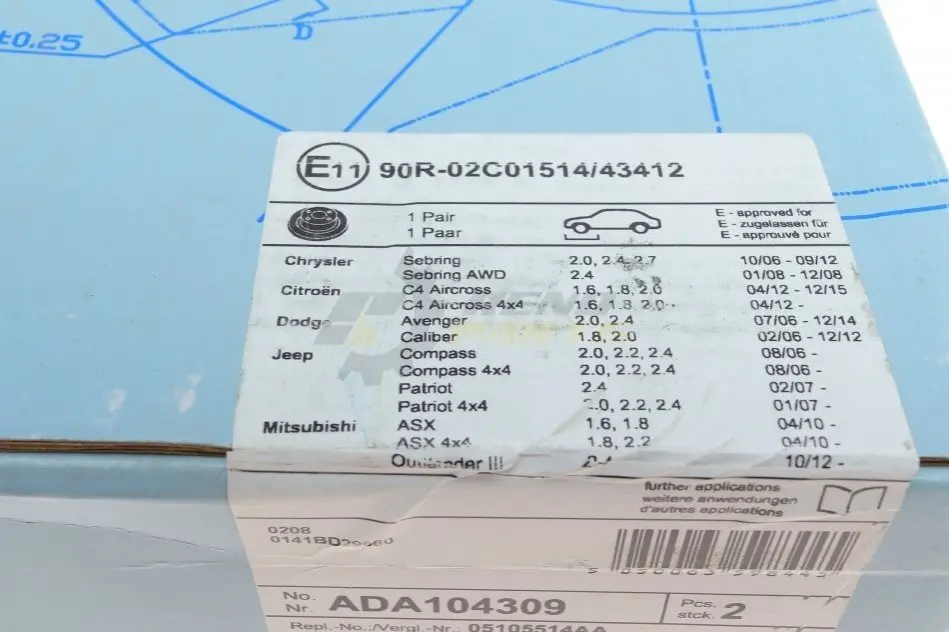 ±0.25
D
E11 90R-02C01514/43412
1 Pair
1 Paar
E - approved for
E - zugelassen für
E - approuvé pour
Chrysler Sebring 2.0, 2.4, 2.7 10/06 - 09/12
Sebring AWD 2.4 01/08 - 12/08
Citroën C4 Aircross 1.6, 1.8, 2.0 04/12 - 12/15
C4 Aircross 4x4 1.6, 1.8, 2.0 04/12 -
Dodge Avenger 2.0, 2.4 07/06 - 12/14
Caliber 1.8, 2.0 02/06 - 12/12
Jeep Compass 2.0, 2.2, 2.4 08/06 -
Compass 4x4 2.0, 2.2, 2.4 08/06 -
Patriot 2.4 02/07 -
Patriot 4x4 2.0, 2.2, 2.4 01/07 -
Mitsubishi ASX 1.6, 1.8 04/10 -
ASX 4x4 1.8, 2.2 04/10 -
Outlander III 10/12 -
further applications
weitere anwendungen
d'autres applications
0208
No.
Nr. ADA104309 Pcs. 2
stck.
Repl.-No.:/Vergl.-Nr.: 05105514AA